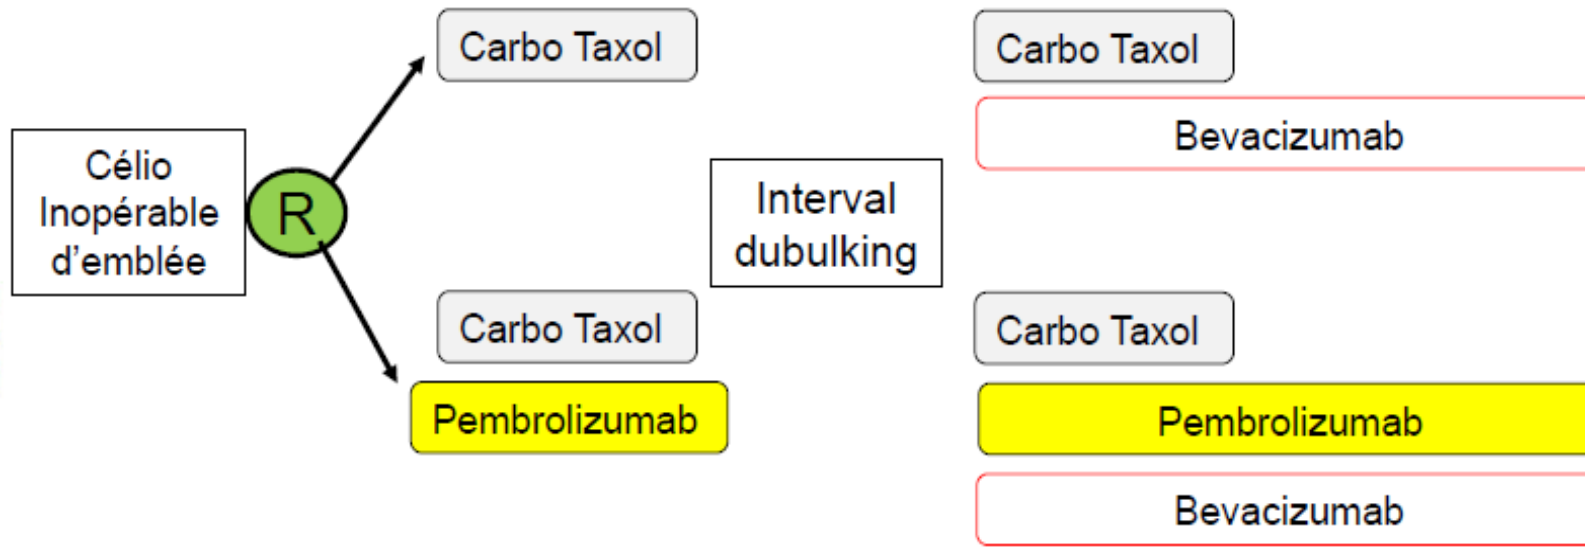 Célio
Inopérable
d'emblée
R
Carbo Taxol
Carbo Taxol
Pembrolizumab
Interval
dubulking
Carbo Taxol
Bevacizumab
Carbo Taxol
Pembrolizumab
Bevacizumab